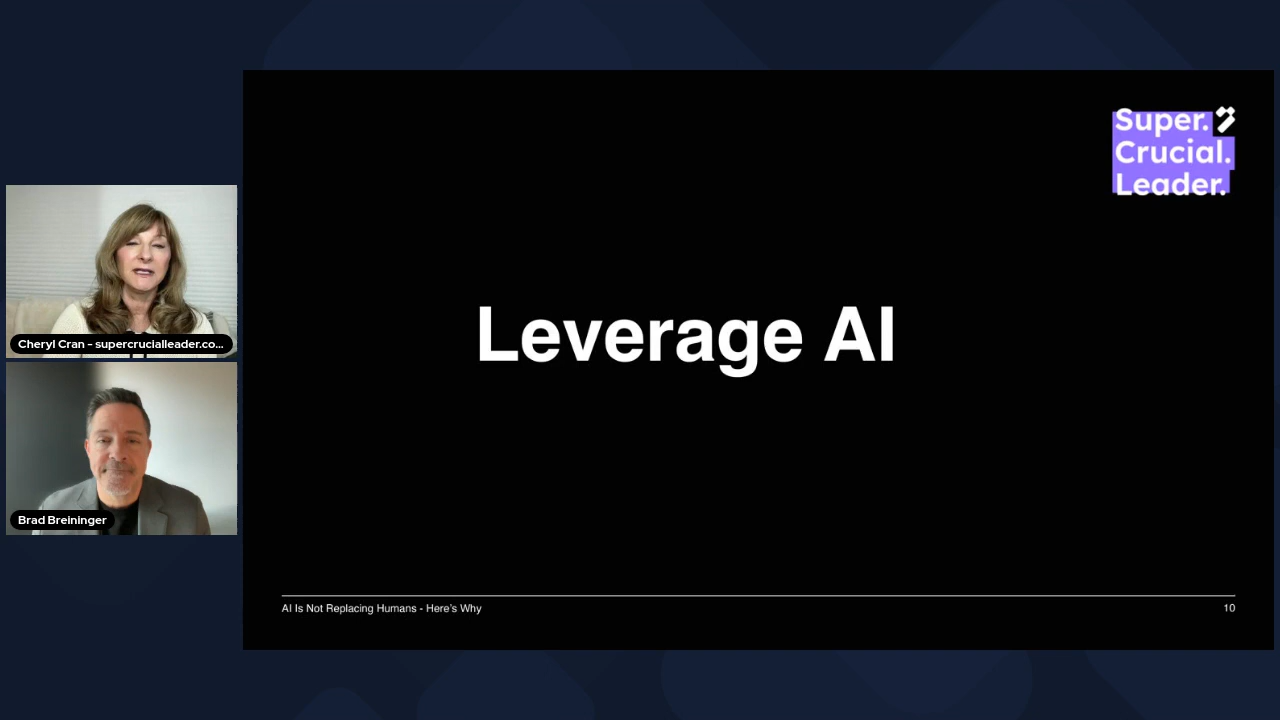 Super.
Crucial.
Leader.
Leverage AI
Cheryl Cran - supercrucialleader.co...
Brad Breininger
AI Is Not Replacing Humans - Here's Why
10